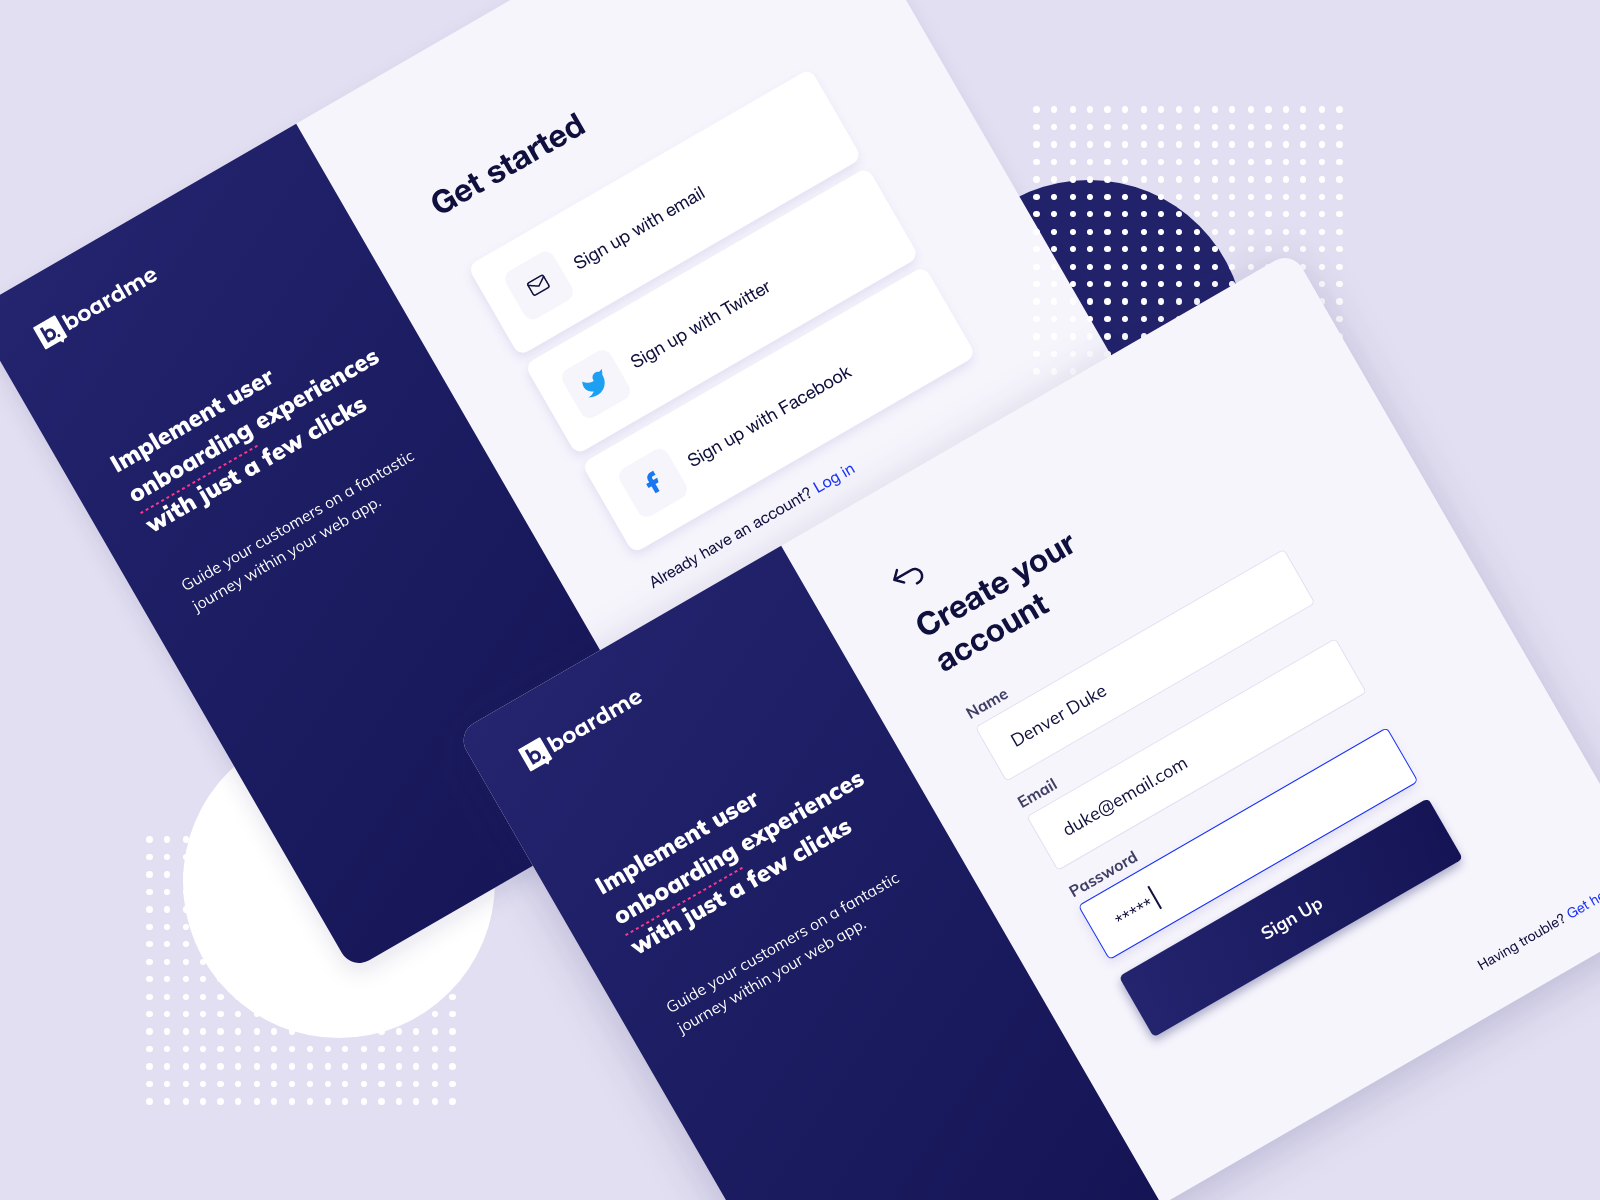 boardme
Implement user
onboarding experiences
with just a few clicks
Guide your customers on a fantastic
journey within your web app.
Get started
Sign up with email
Sign up with Twitter
Sign up with Facebook
Already have an account? Log in
boardme
Implement user
onboarding experiences
with just a few clicks
Guide your customers on a fantastic
journey within your web app.
Create your
account
Name
Denver Duke
Email
duke@email.com
Password
*****
Sign Up
Having trouble? Get